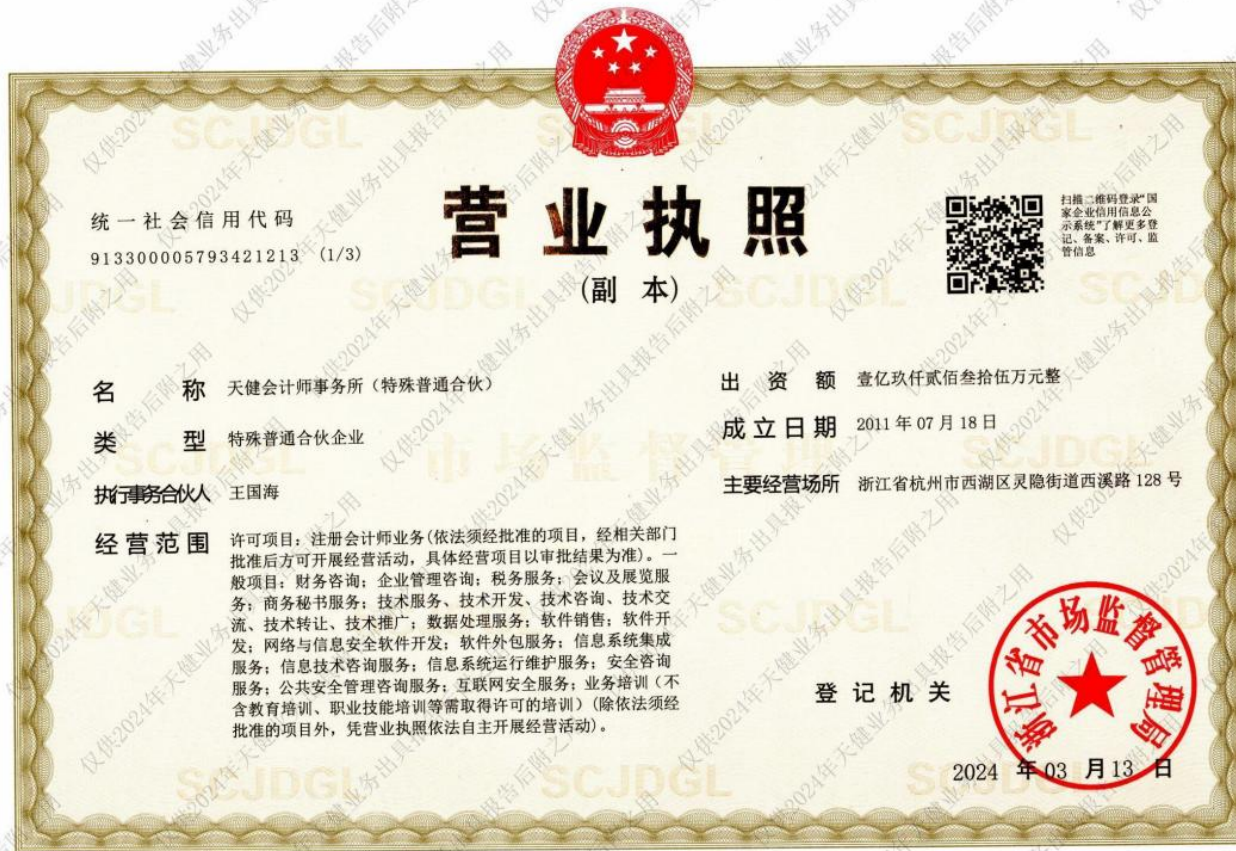 营业执照
(副 本)
统一社会信用代码
913300005793421213 (1/3)
扫描二维码登录“国
家企业信用信息公
示系统”了解更多登
记、备案、许可、监
管信息
名 称 天健会计师事务所（特殊普通合伙）
类 型 特殊普通合伙企业
执行事务合伙人 王国海
经营范围 许可项目：注册会计师业务(依法须经批准的项目，经相关部门
批准后方可开展经营活动，具体经营项目以审批结果为准)。一
般项目：财务咨询；企业管理咨询；税务服务；会议及展览服
务；商务秘书服务；技术服务、技术开发、技术咨询、技术交
流、技术转让、技术推广；数据处理服务；软件销售；软件开
发；网络与信息安全软件开发；软件外包服务；信息系统集成
服务；信息技术咨询服务；信息系统运行维护服务；安全咨询
服务；公共安全管理咨询服务；互联网安全服务；业务培训（不
含教育培训、职业技能培训等需取得许可的培训）(除依法须经
批准的项目外，凭营业执照依法自主开展经营活动)。
出 资 额 壹亿玖仟贰佰叁拾伍万元整
成立日期 2011 年 07 月 18 日
主要经营场所 浙江省杭州市西湖区灵隐街道西溪路 128 号
登记机关
浙江省市场监督管理局
2024 年 03 月 13 日
SCJDGL
市场监督管理
仅供2024年天健业务出具报告后附之用